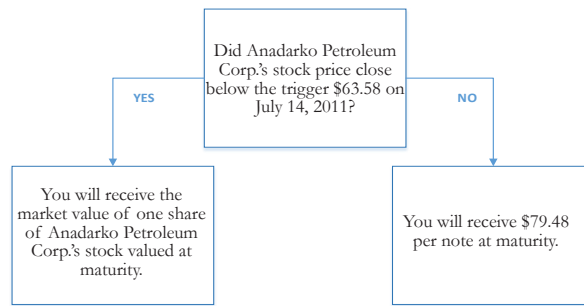 Did Anadarko Petroleum
Corp.'s stock price close
below the trigger $63.58 on
July 14, 2011?
YES
NO
You will receive the
market value of one share
of Anadarko Petroleum
Corp.'s stock valued at
maturity.
You will receive $79.48
per note at maturity.